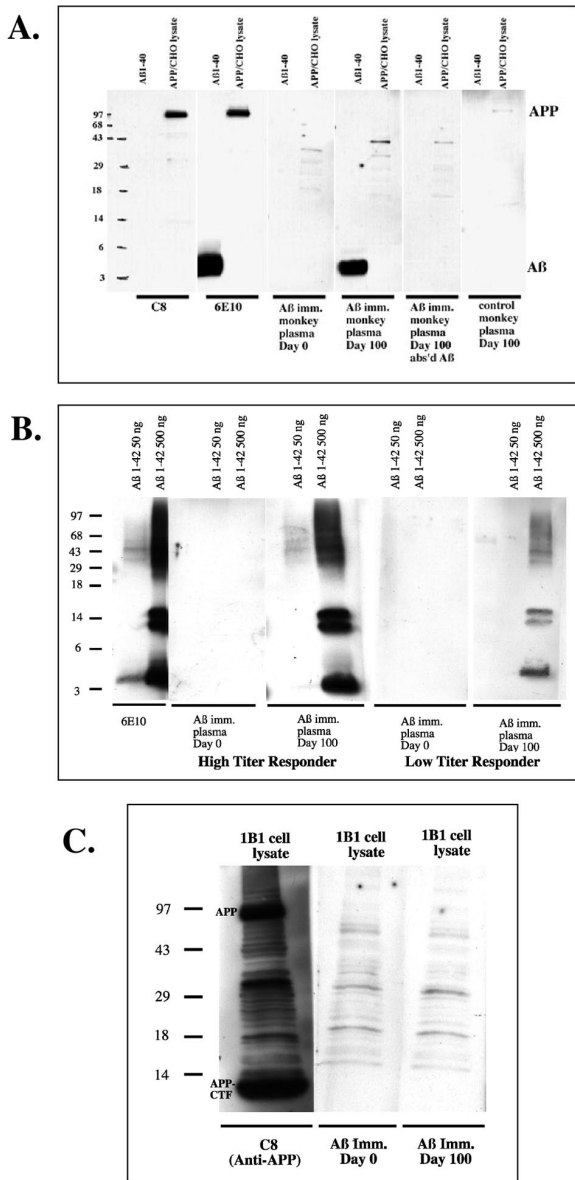 A.
Aß1-40
APP/CHO lysate
Aß1-40
APP/CHO lysate
Aß1-40
APP/CHO lysate
Aß1-40
APP/CHO lysate
Aß1-40
APP/CHO lysate
Aß1-40
APP/CHO lysate
97
68
43
29
18
14
6
3
APP
Aß
C8
6E10
Aß imm.
monkey
plasma
Day 0
Aß imm.
monkey
plasma
Day 100
Aß imm.
monkey
plasma
Day 100
abs'd Aß
control
monkey
plasma
Day 100
B.
Aß 1-42 50 ng
Aß 1-42 500 ng
Aß 1-42 50 ng
Aß 1-42 500 ng
Aß 1-42 50 ng
Aß 1-42 500 ng
Aß 1-42 50 ng
Aß 1-42 500 ng
Aß 1-42 50 ng
Aß 1-42 500 ng
97
68
43
29
18
14
6
3
6E10
Aß imm.
plasma
Day 0
Aß imm.
plasma
Day 100
Aß imm.
plasma
Day 0
Aß imm.
plasma
Day 100
High Titer Responder
Low Titer Responder
C.
1B1 cell
lysate
1B1 cell
lysate
1B1 cell
lysate
97
43
29
18
14
APP
APP-
CTF
C8
(Anti-APP)
Aß Imm.
Day 0
Aß Imm.
Day 100